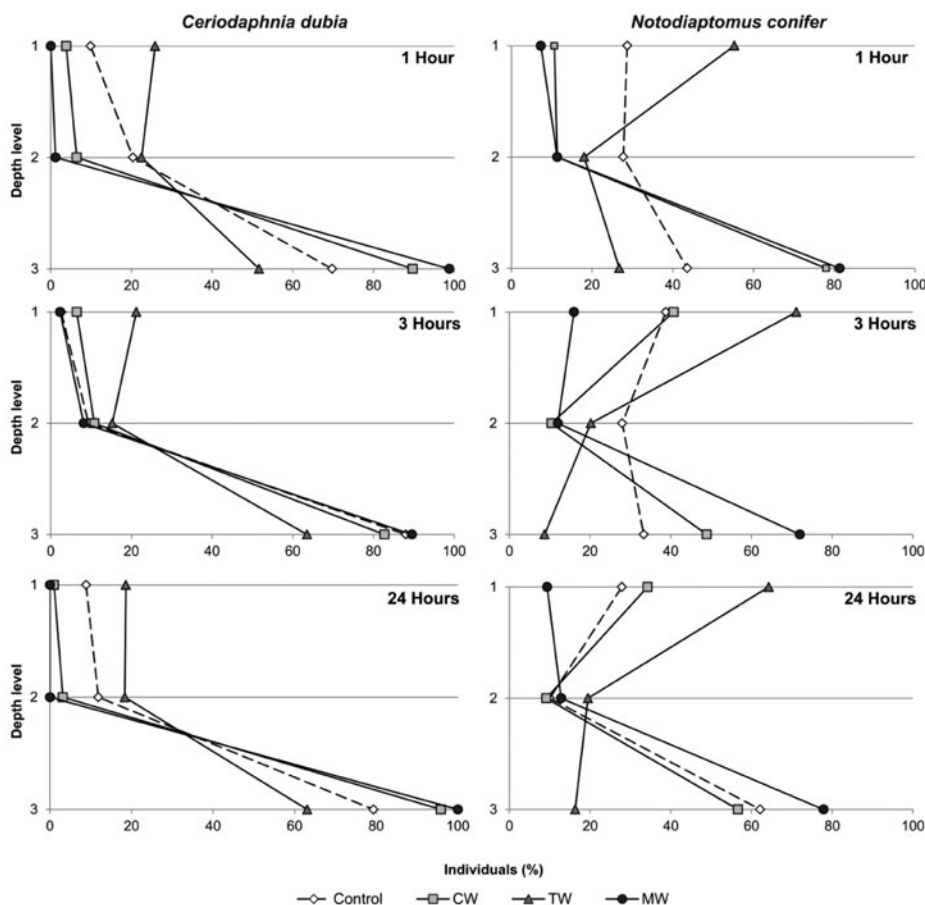 Ceriodaphnia dubia
Notodiaptomus conifer
1
1 Hour
2
3
0 20 40 60 80 100
Depth level
1
1 Hour
2
3
0 20 40 60 80 100
1
3 Hours
2
3
0 20 40 60 80 100
Depth level
1
3 Hours
2
3
0 20 40 60 80 100
1
24 Hours
2
3
0 20 40 60 80 100
Depth level
1
24 Hours
2
3
0 20 40 60 80 100
Individuals (%)
Control CW TW MW